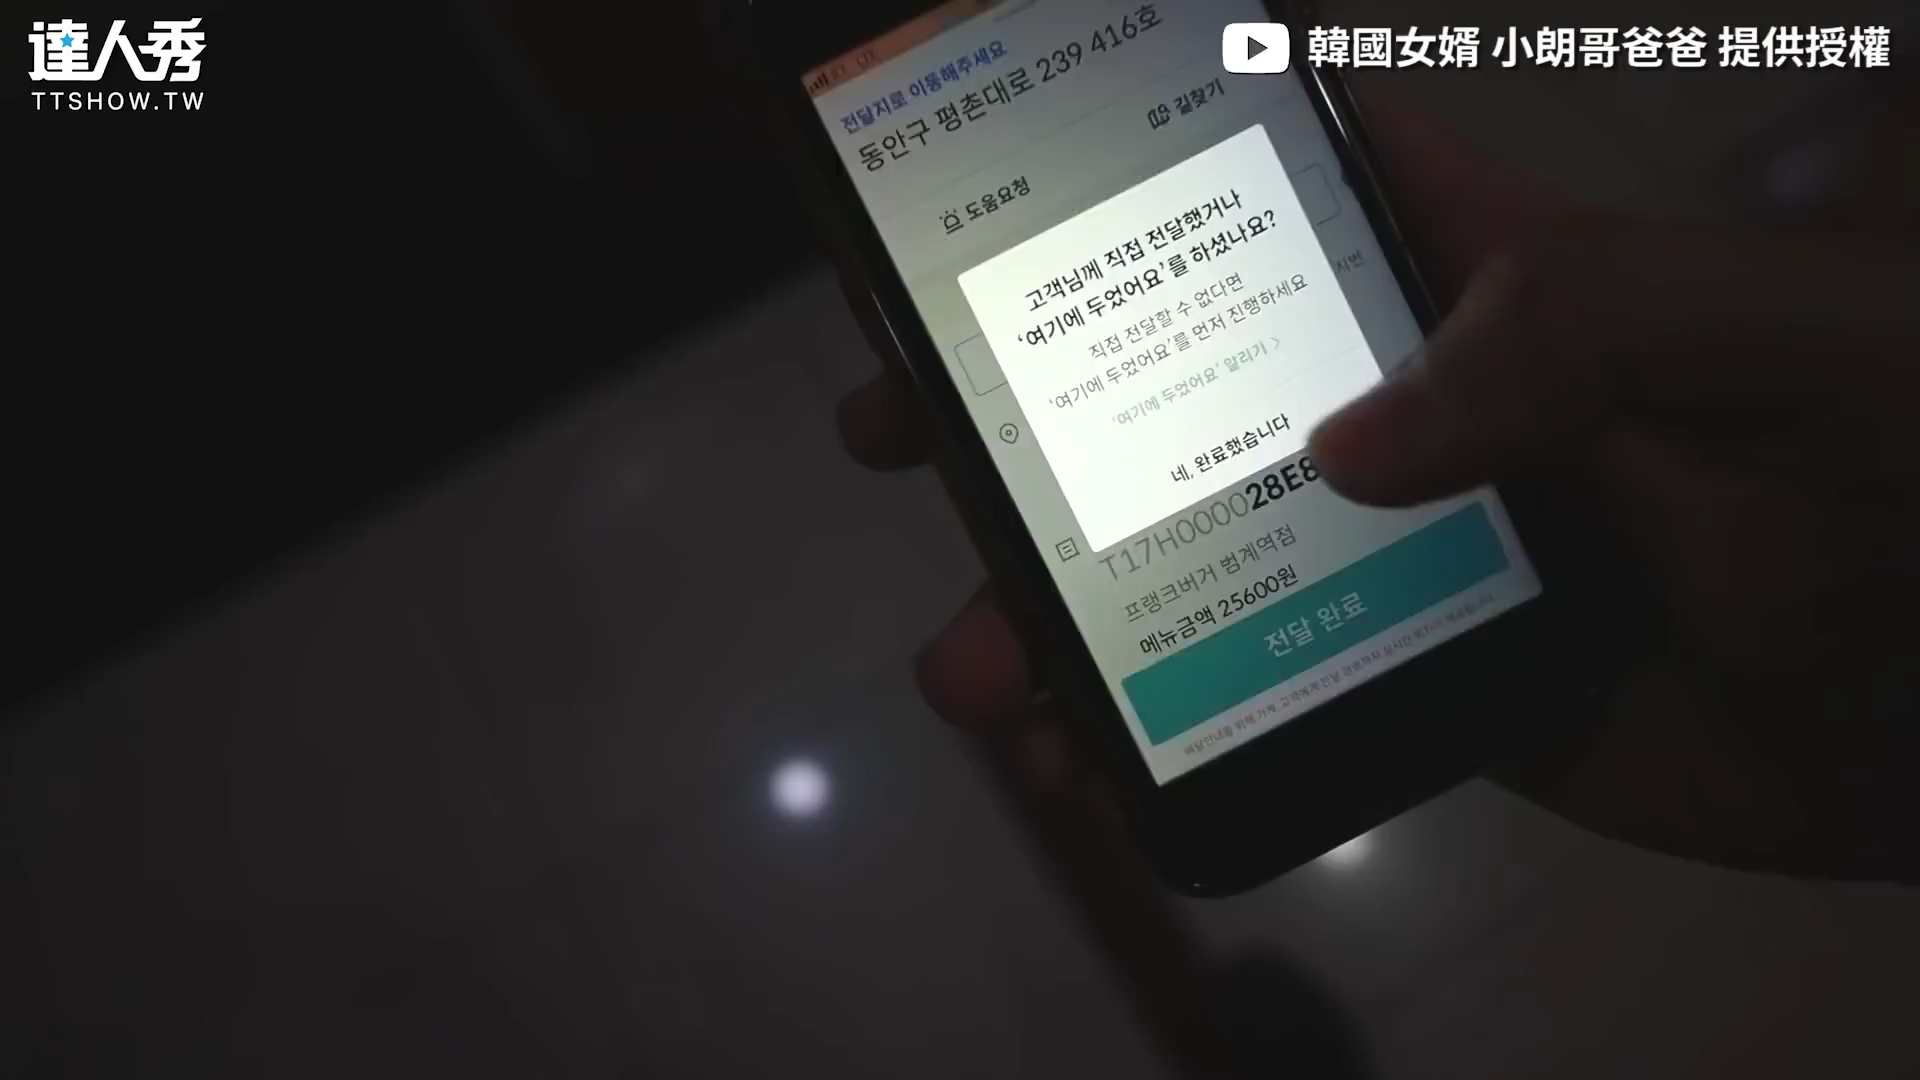 達人秀
TTSHOW.TW
韓國女婿 小朗哥爸爸 提供授權
전달지로 이동해주세요
동안구 평촌대로 239 416호
길찾기
도움요청
고객님께 직접 전달했거나
'여기에 두었어요'를 하셨나요?
직접 전달할 수 없다면
'여기에 두었어요'를 먼저 진행하세요
'여기에 두었어요' 알리기 >
네, 완료했습니다
지번
T17H000028E8
프랭크버거 범계역점
메뉴금액 25600원
전달 완료